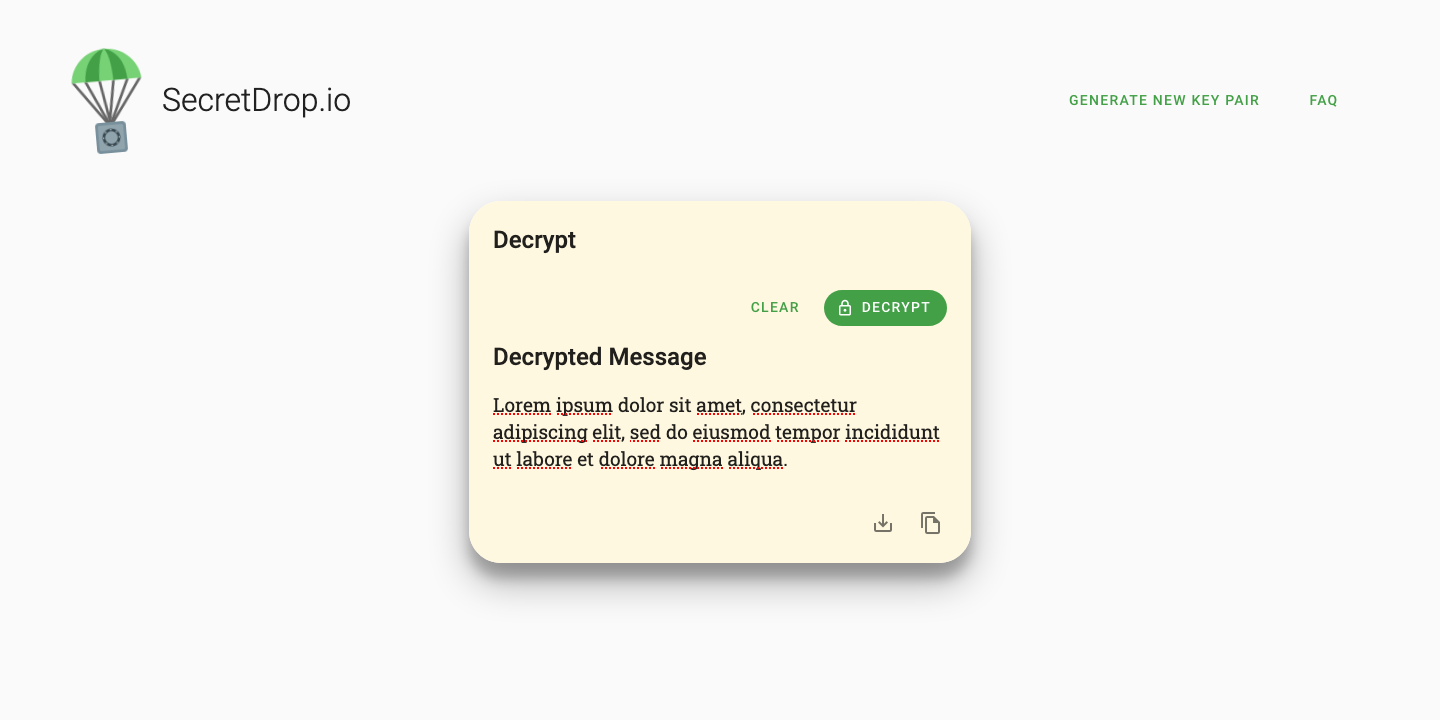 SecretDrop.io
GENERATE NEW KEY PAIR
FAQ
Decrypt
CLEAR
DECRYPT
Decrypted Message
Lorem ipsum dolor sit amet, consectetur
adipiscing elit, sed do eiusmod tempor incididunt
ut labore et dolore magna aliqua.